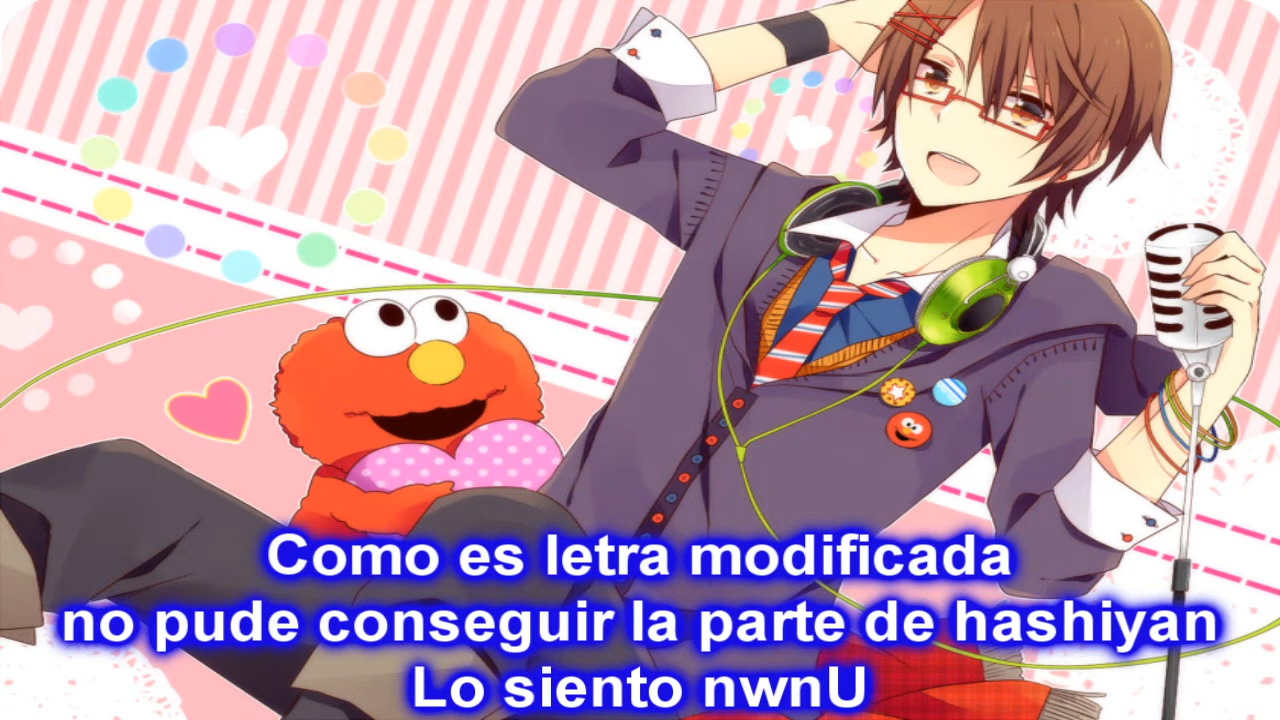 Como es letra modificada
no pude conseguir la parte de hashiyan
Lo siento nwnU